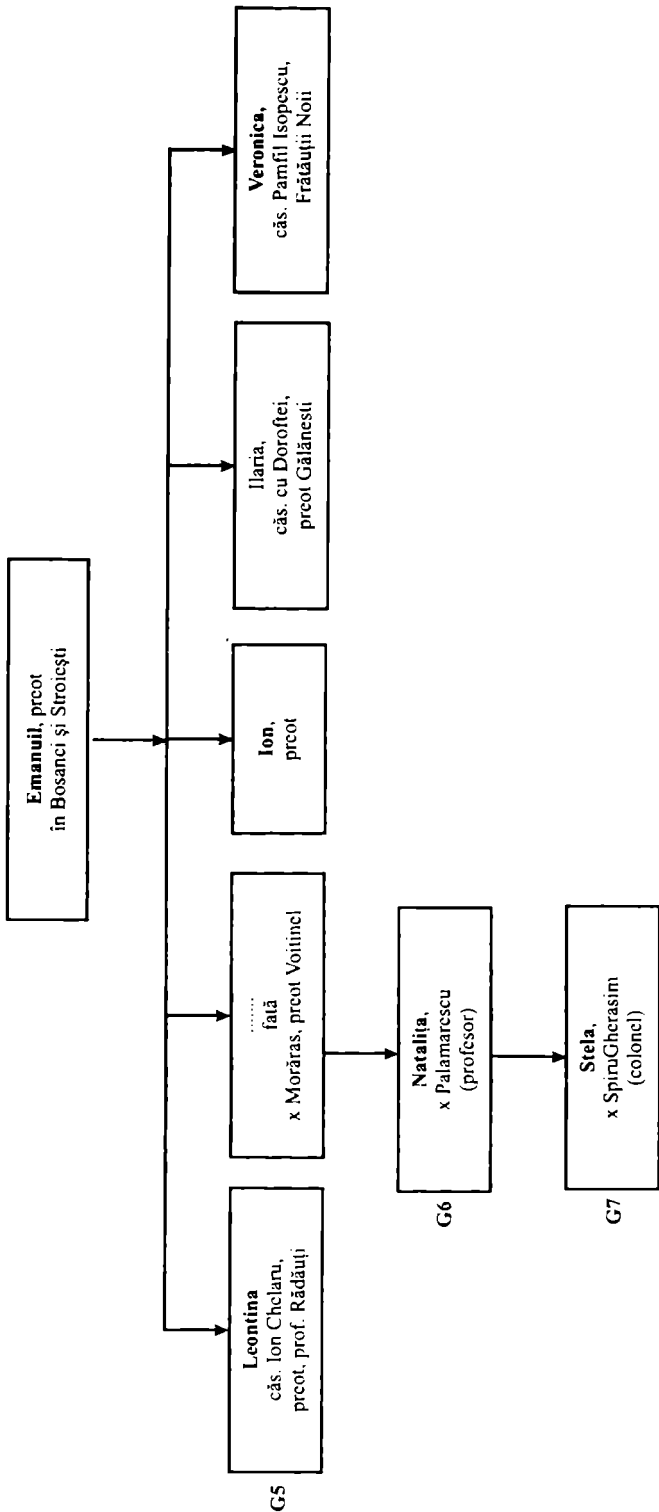 Emanuil, preot
în Bosanci și Stroiești
G5
Leontina
căs. Ion Chelaru,
preot, prof. Rădăuți
........
fată
x Morăraș, preot Voitinel
Ion,
preot
Ilaria,
căs. cu Doroftei,
preot Gălănești
Veronica,
căs. Pamfil Isopescu,
Frătăuții Noii
G6
Natalița,
x Palamarescu
(profesor)
G7
Stela,
x SpiruGherasim
(colonel)